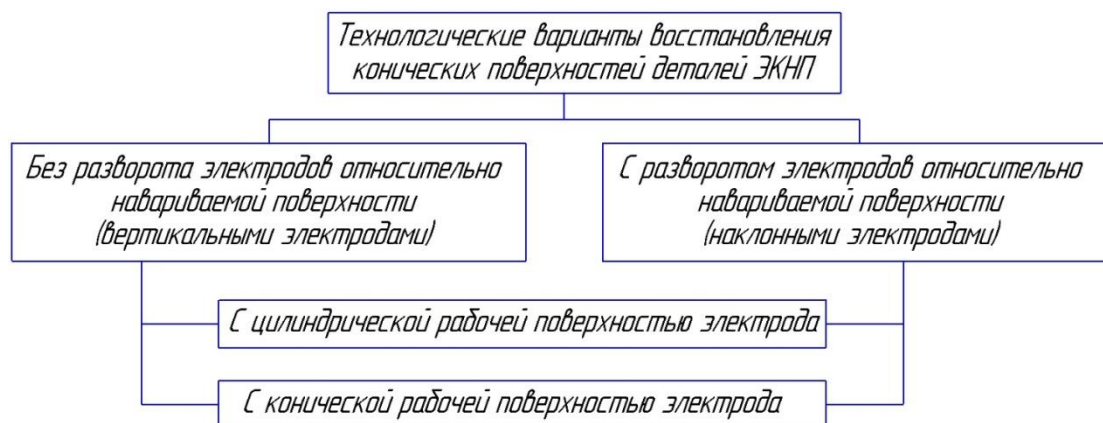 Технологические варианты восстановления
конических поверхностей деталей ЭКНП
Без разворота электродов относительно
навариваемой поверхности
(вертикальными электродами)
С разворотом электродов относительно
навариваемой поверхности
(наклонными электродами)
С цилиндрической рабочей поверхностью электрода
С конической рабочей поверхностью электрода